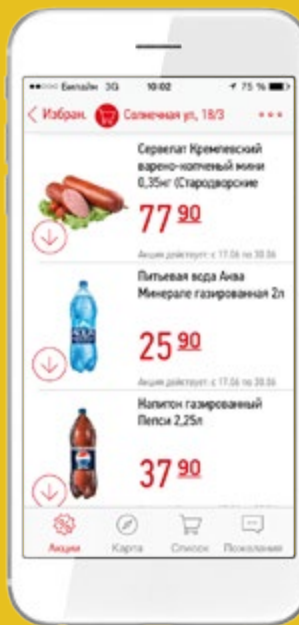 Билайн 3G 10:02 75 %
Избран. Солнечная ул, 18/3
Сервелат Кремлевский
варено-копченый мини
0,35кг (Стародворские
77 90
Акция действует: с 17.06 по 30.06
Питьевая вода Аква
Минерале газированная 2л
25 90
Акция действует: с 17.06 по 30.06
Напиток газированный
Пепси 2,25л
37 90
Акции Карта Список Пожелания